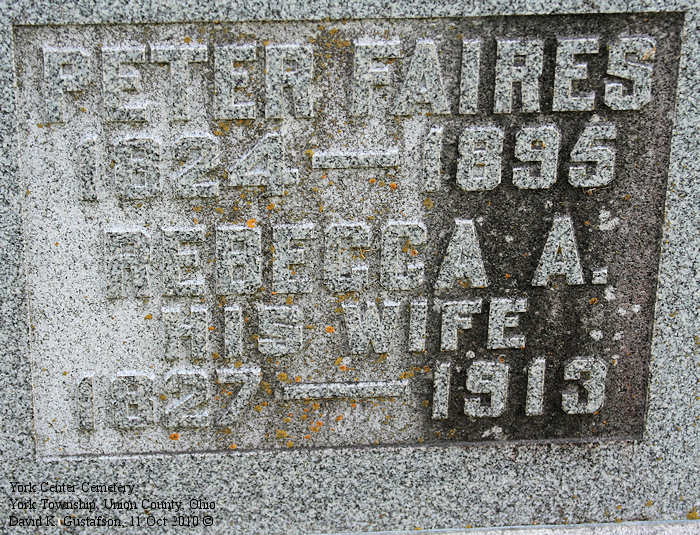 PETER FAIRES
1824 — 1895
REBECCA A.
HIS WIFE
1827 — 1913
York Center Cemetery
York Township, Union County, Ohio
David K. Gustafson, 11 Oct 2010 ©